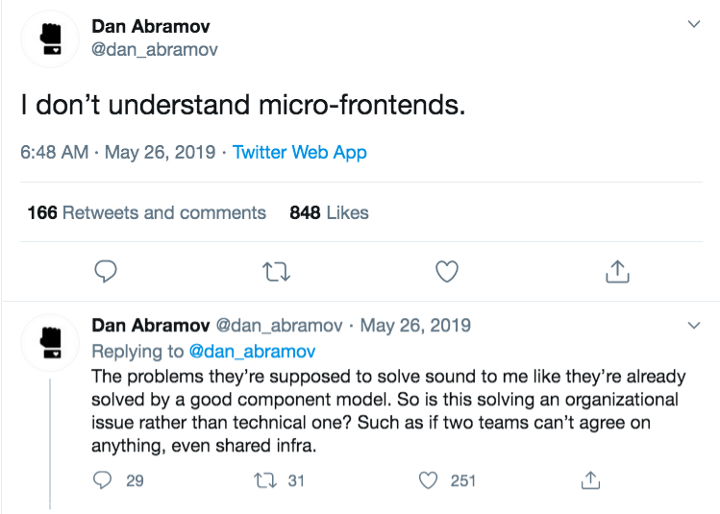 Dan Abramov
@dan_abramov
I don’t understand micro-frontends.
6:48 AM · May 26, 2019 · Twitter Web App
166 Retweets and comments 848 Likes
Dan Abramov @dan_abramov · May 26, 2019
Replying to @dan_abramov
The problems they’re supposed to solve sound to me like they’re already
solved by a good component model. So is this solving an organizational
issue rather than technical one? Such as if two teams can’t agree on
anything, even shared infra.
29 31 251